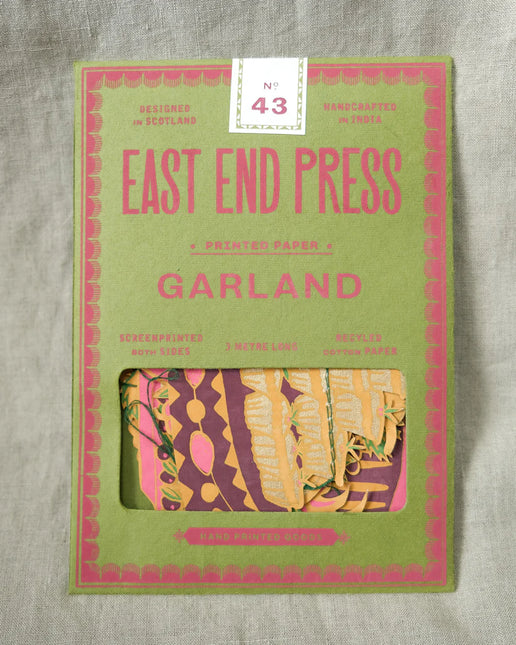 Nº
43
DESIGNED
IN SCOTLAND
HANDCRAFTED
IN INDIA
EAST END PRESS
• PRINTED PAPER •
GARLAND
SCREENPRINTED
BOTH SIDES
3 METRE LONG
RECYLED
COTTON PAPER
HAND PRINTED GOODS